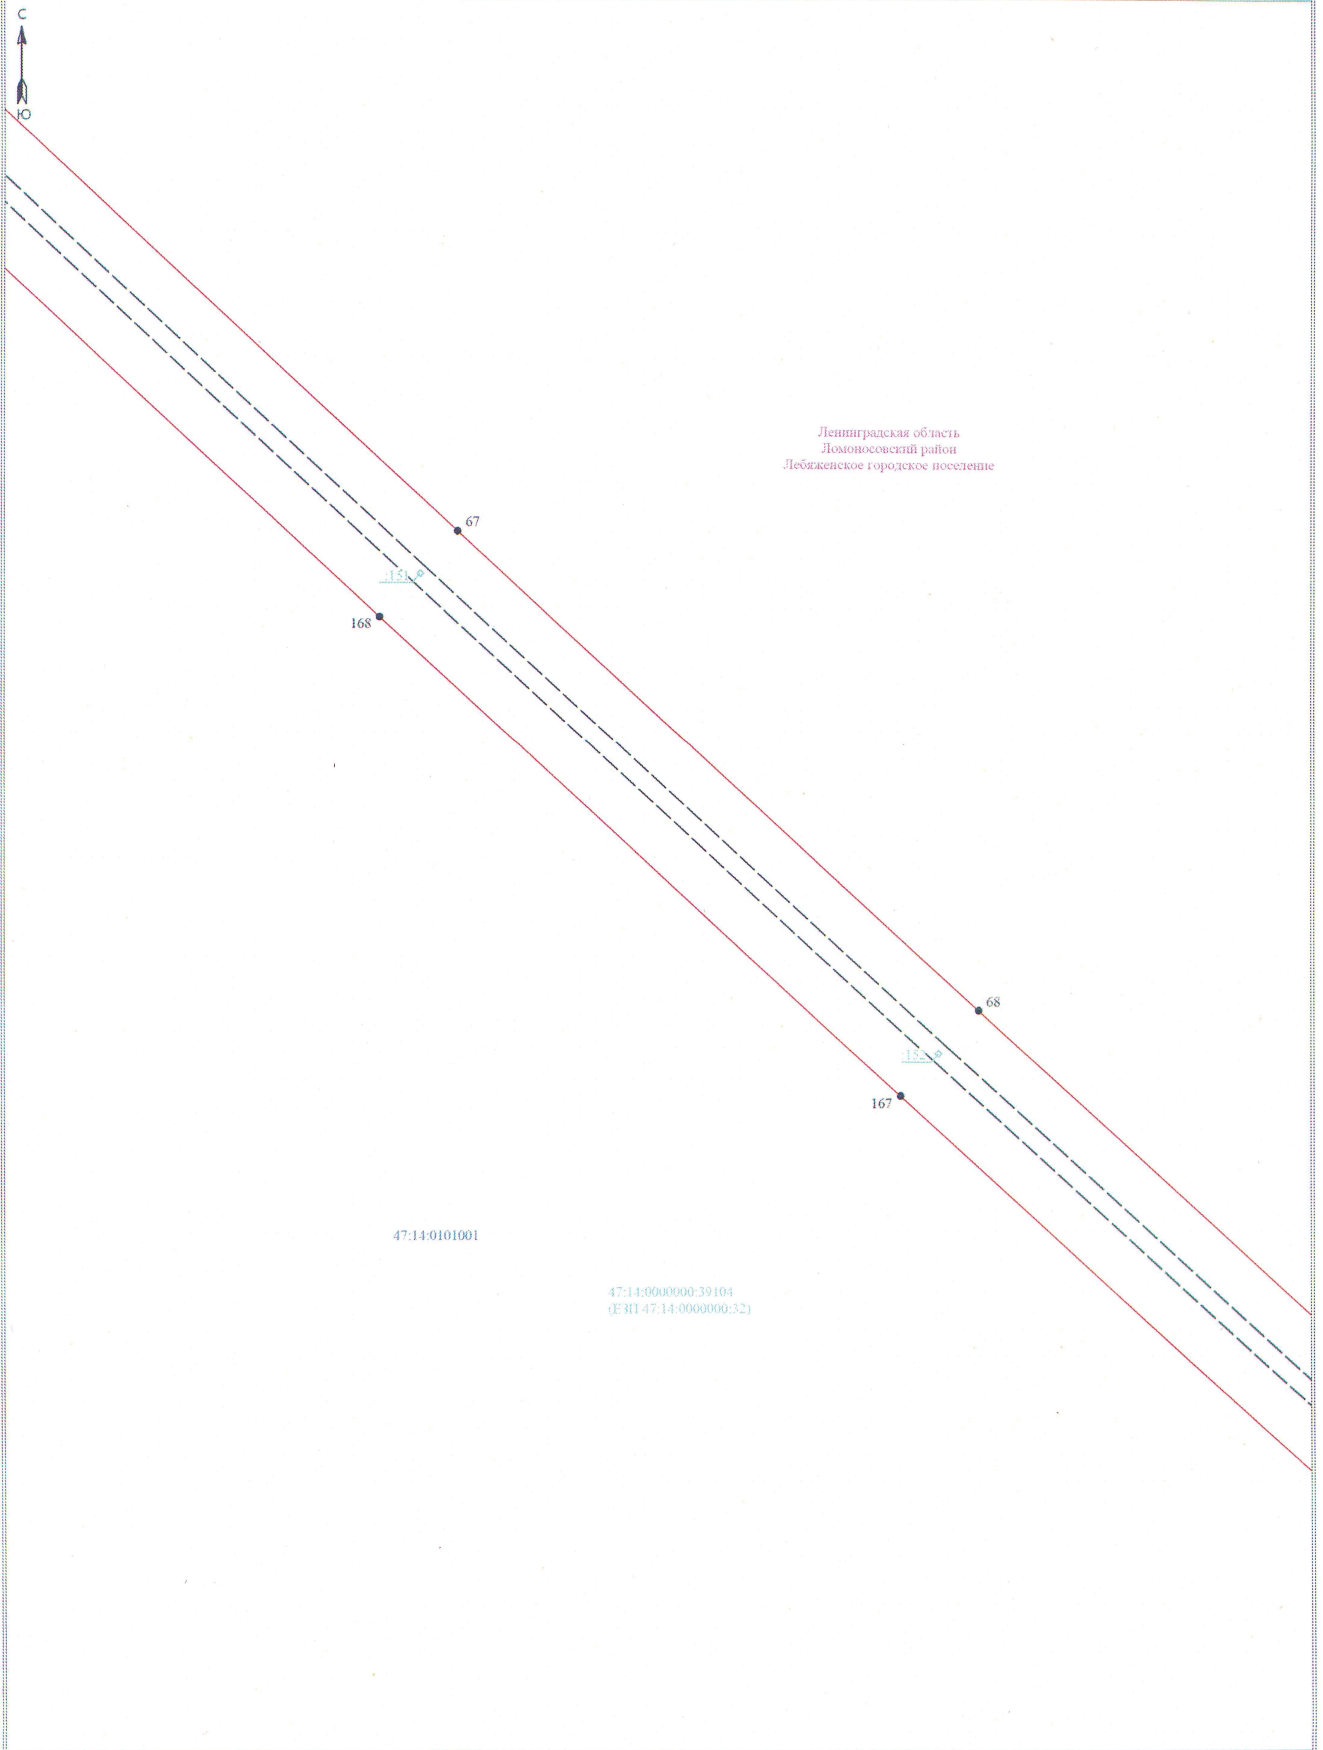 С
Ю
Ленинградская область
Ломоносовский район
Лебяженское городское поселение
67
:151
168
68
:152
167
47:14:0101001
47:14:0000000:39104
(ЕЗП 47:14:0000000:32)